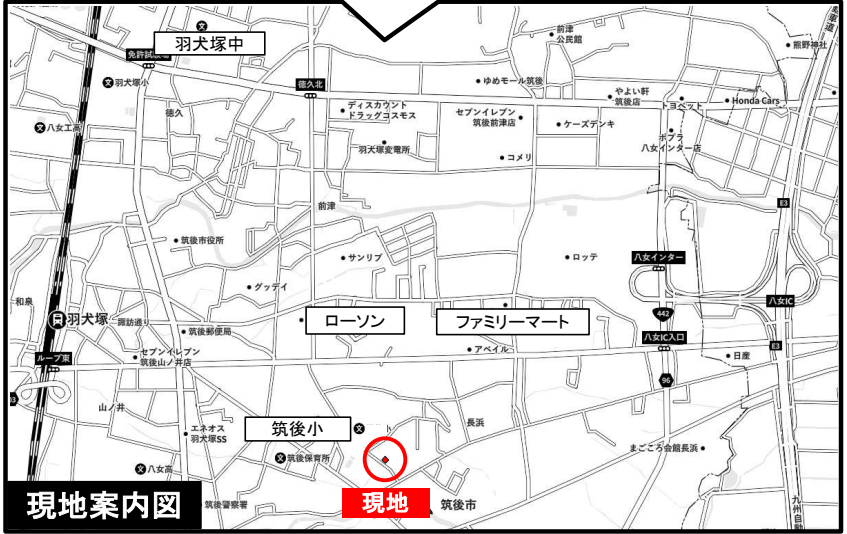 羽犬塚中
前津
公民館
熊野神社
免許試験場
羽犬塚小
徳久北
ゆめモール筑後
やよい軒
筑後店
トヨペット
Honda Cars
徳久
ディスカウント
ドラッグコスモス
セブンイレブン
筑後前津店
ケーズデンキ
八女工高
羽犬塚変電所
コメリ
ポプラ
八女インター店
前津
E3
筑後市役所
サンリブ
ロッテ
八女インター
グッデイ
和泉
羽犬塚
諏訪通り
ローソン
ファミリーマート
442
八女IC
筑後郵便局
八女IC入口
アベイル
E3
日産
ループ東
セブンイレブン
筑後山ノ井店
96
山ノ井
エネオス
羽犬塚SS
筑後小
長浜
まごころ会館長浜
八女高
筑後保育所
現地案内図
筑後警察署
現地
筑後市